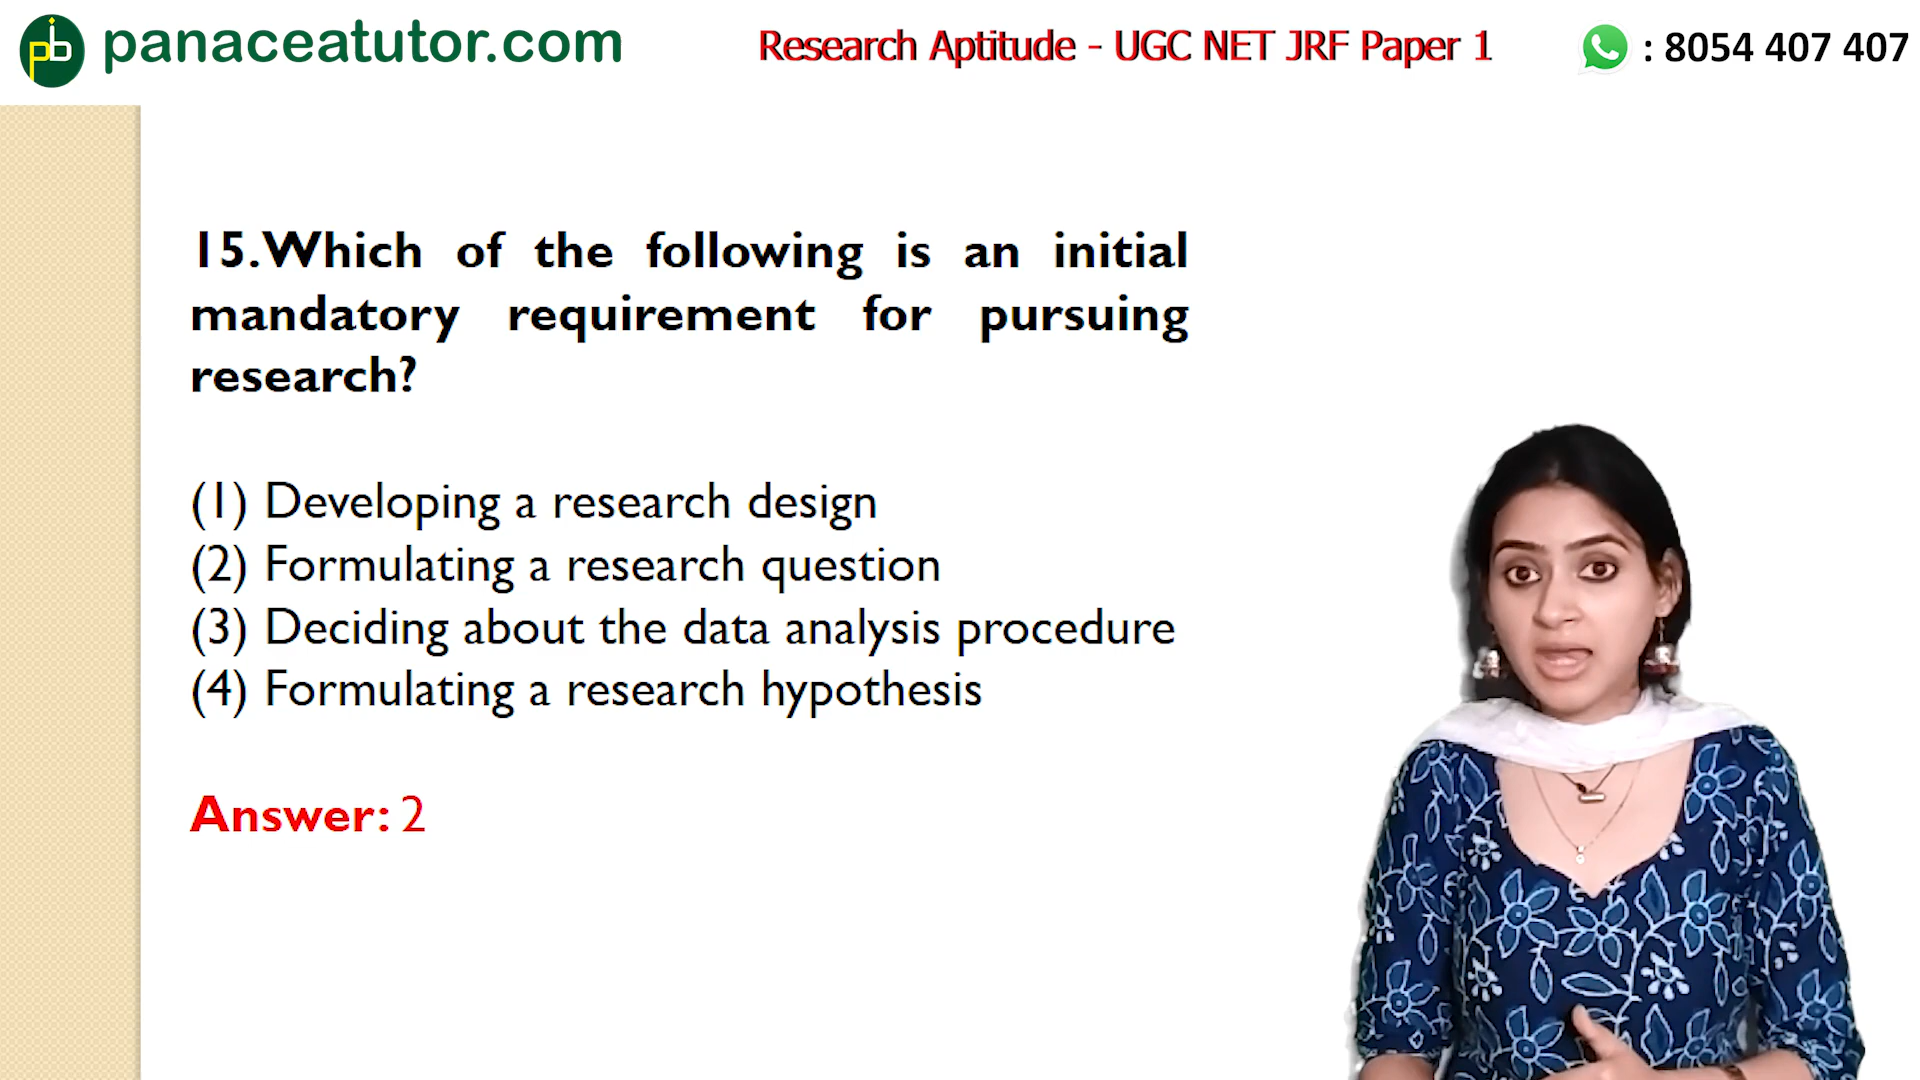 pb panaceatutor.com
Research Aptitude - UGC NET JRF Paper 1
: 8054 407 407
15.Which of the following is an initial
mandatory requirement for pursuing
research?
(1) Developing a research design
(2) Formulating a research question
(3) Deciding about the data analysis procedure
(4) Formulating a research hypothesis
Answer: 2